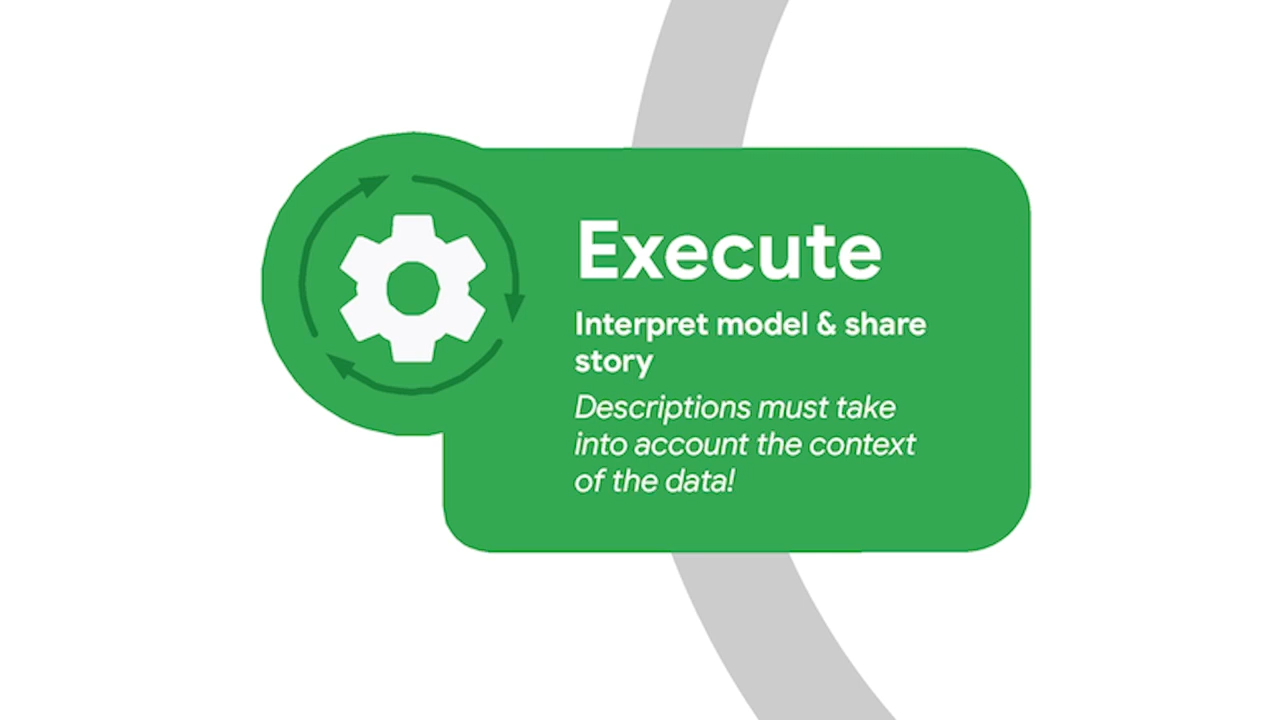 Execute
Interpret model & share
story
Descriptions must take
into account the context
of the data!